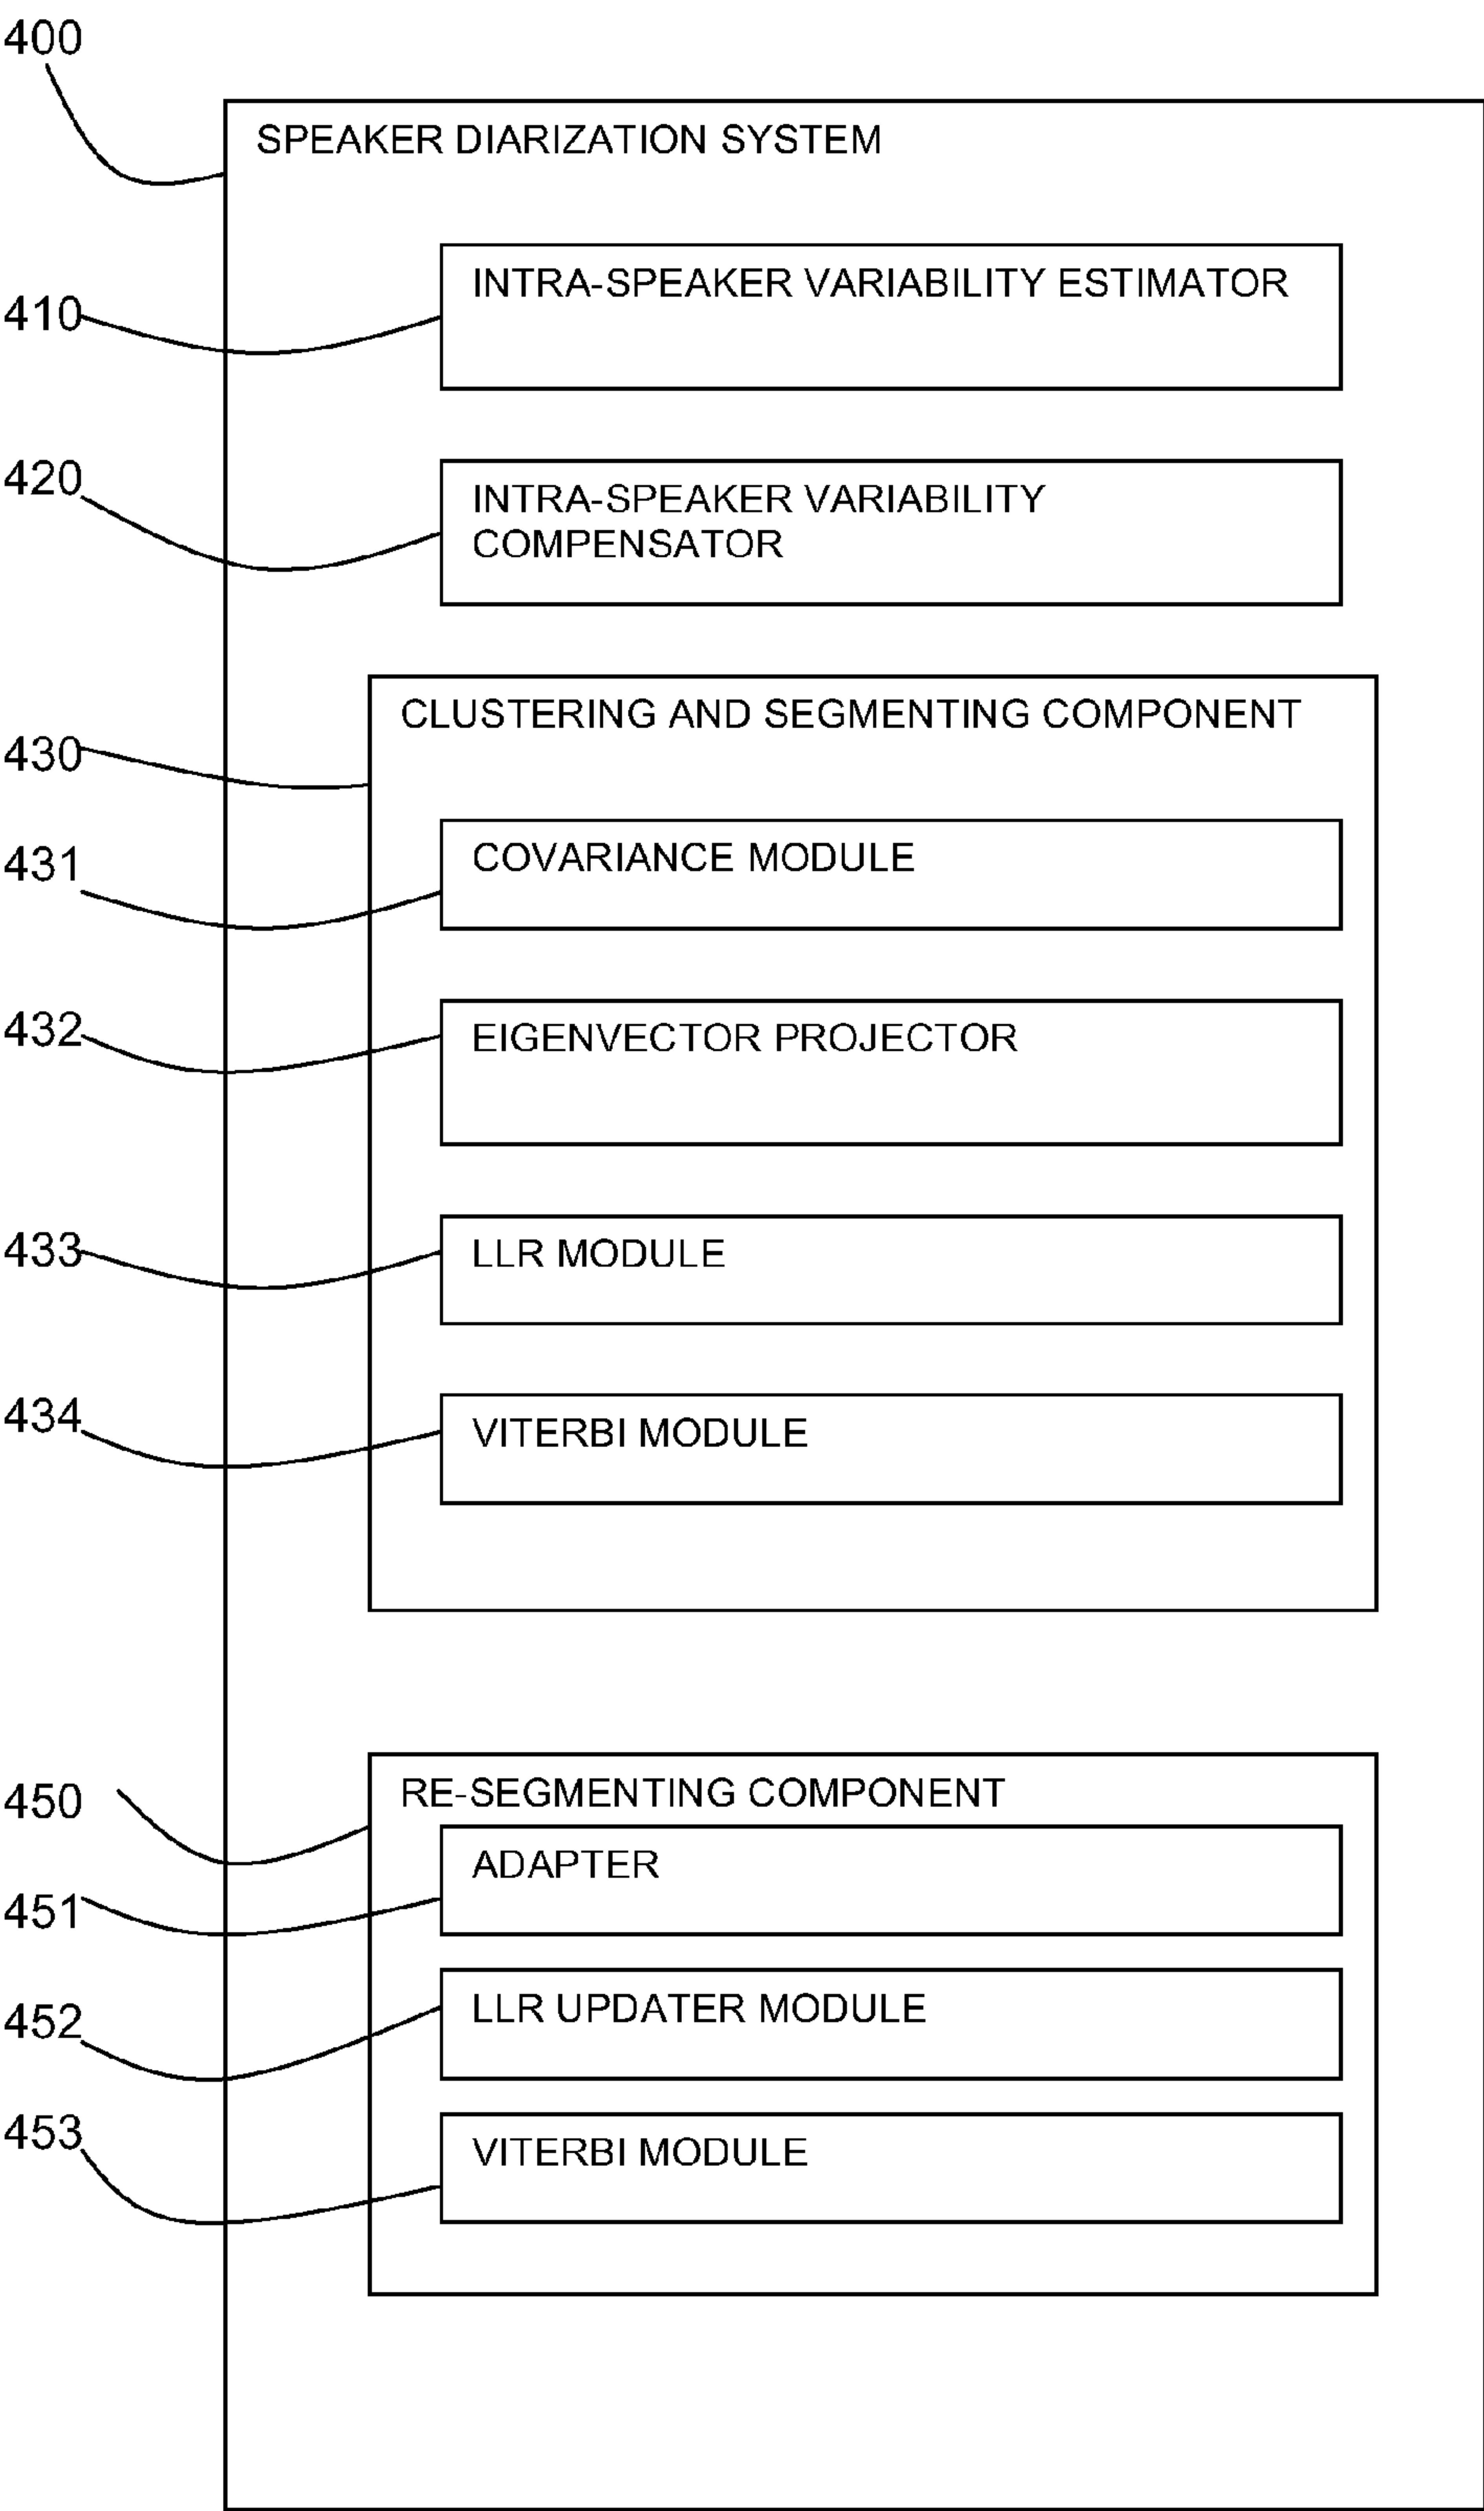 400
SPEAKER DIARIZATION SYSTEM
410
INTRA-SPEAKER VARIABILITY ESTIMATOR
420
INTRA-SPEAKER VARIABILITY
COMPENSATOR
430
CLUSTERING AND SEGMENTING COMPONENT
431
COVARIANCE MODULE
432
EIGENVECTOR PROJECTOR
433
LLR MODULE
434
VITERBI MODULE
450
RE-SEGMENTING COMPONENT
451
ADAPTER
452
LLR UPDATER MODULE
453
VITERBI MODULE